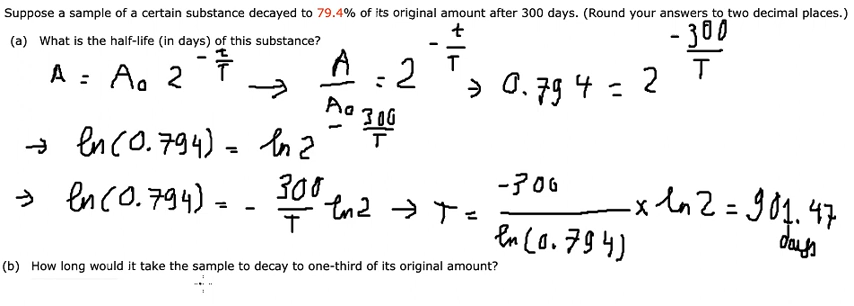 Suppose a sample of a certain substance decayed to 79.4% of its original amount after 300 days. (Round your answers to two decimal places.)
(a) What is the half-life (in days) of this substance?
A = A₀ 2^(-t/T) → A/A₀ = 2^(-t/T) → 0.794 = 2^(-300/T)
→ ln(0.794) = ln 2^(-300/T)
→ ln(0.794) = - 300/T ln2 → T = -300/ln(0.794) x ln2 = 901.47 days
(b) How long would it take the sample to decay to one-third of its original amount?